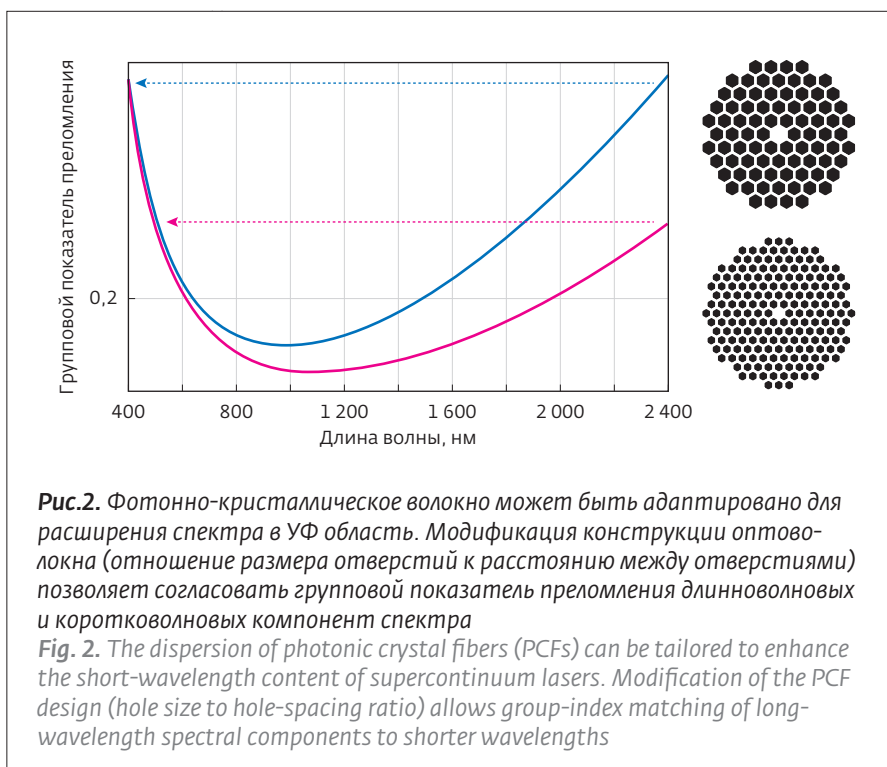 Групповой показатель преломления
0,2
400 800 1 200 1 600 2 000 2 400
Длина волны, нм
Рис.2. Фотонно-кристаллическое волокно может быть адаптировано для
расширения спектра в УФ область. Модификация конструкции оптово-
локна (отношение размера отверстий к расстоянию между отверстиями)
позволяет согласовать групповой показатель преломления длинноволновых
и коротковолновых компонент спектра
Fig. 2. The dispersion of photonic crystal fibers (PCFs) can be tailored to enhance
the short-wavelength content of supercontinuum lasers. Modification of the PCF
design (hole size to hole-spacing ratio) allows group-index matching of long-
wavelength spectral components to shorter wavelengths